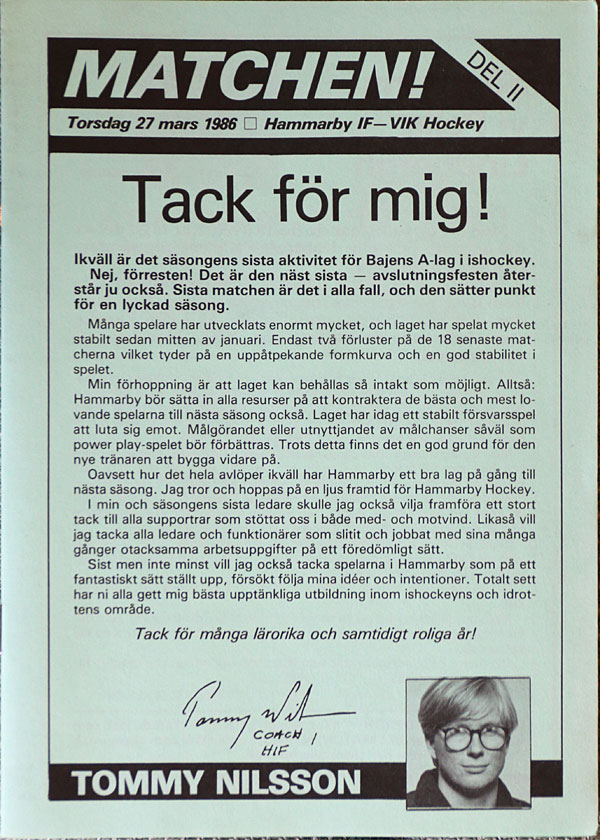 MATCHEN!
DEL II
Torsdag 27 mars 1986 □ Hammarby IF—VIK Hockey
Tack för mig!
Ikväll är det säsongens sista aktivitet för Bajens A-lag i ishockey.
Nej, förresten! Det är den näst sista — avslutningsfesten åter-
står ju också. Sista matchen är det i alla fall, och den sätter punkt
för en lyckad säsong.
Många spelare har utvecklats enormt mycket, och laget har spelat mycket
stabilt sedan mitten av januari. Endast två förluster på de 18 senaste mat-
cherna vilket tyder på en uppåtpekande formkurva och en god stabilitet i
spelet.
Min förhoppning är att laget kan behållas så intakt som möjligt. Alltså:
Hammarby bör sätta in alla resurser på att kontraktera de bästa och mest lo-
vande spelarna till nästa säsong också. Laget har idag ett stabilt försvarsspel
att luta sig emot. Målgörandet eller utnyttjandet av målchanser såväl som
power play-spelet bör förbättras. Trots detta finns det en god grund för den
nye tränaren att bygga vidare på.
Oavsett hur det hela avlöper ikväll har Hammarby ett bra lag på gång till
nästa säsong. Jag tror och hoppas på en ljus framtid för Hammarby Hockey.
I min och säsongens sista ledare skulle jag också vilja framföra ett stort
tack till alla supportrar som stöttat oss i både med- och motvind. Likaså vill
jag tacka alla ledare och funktionärer som slitit och jobbat med sina många
gånger otacksamma arbetsuppgifter på ett föredömligt sätt.
Sist men inte minst vill jag också tacka spelarna i Hammarby som på ett
fantastiskt sätt ställt upp, försökt följa mina idéer och intentioner. Totalt sett
har ni alla gett mig bästa upptänkliga utbildning inom ishockeyns och idrot-
tens område.
Tack för många lärorika och samtidigt roliga år!
Tommy Nilsson
COACH
HIF
TOMMY NILSSON